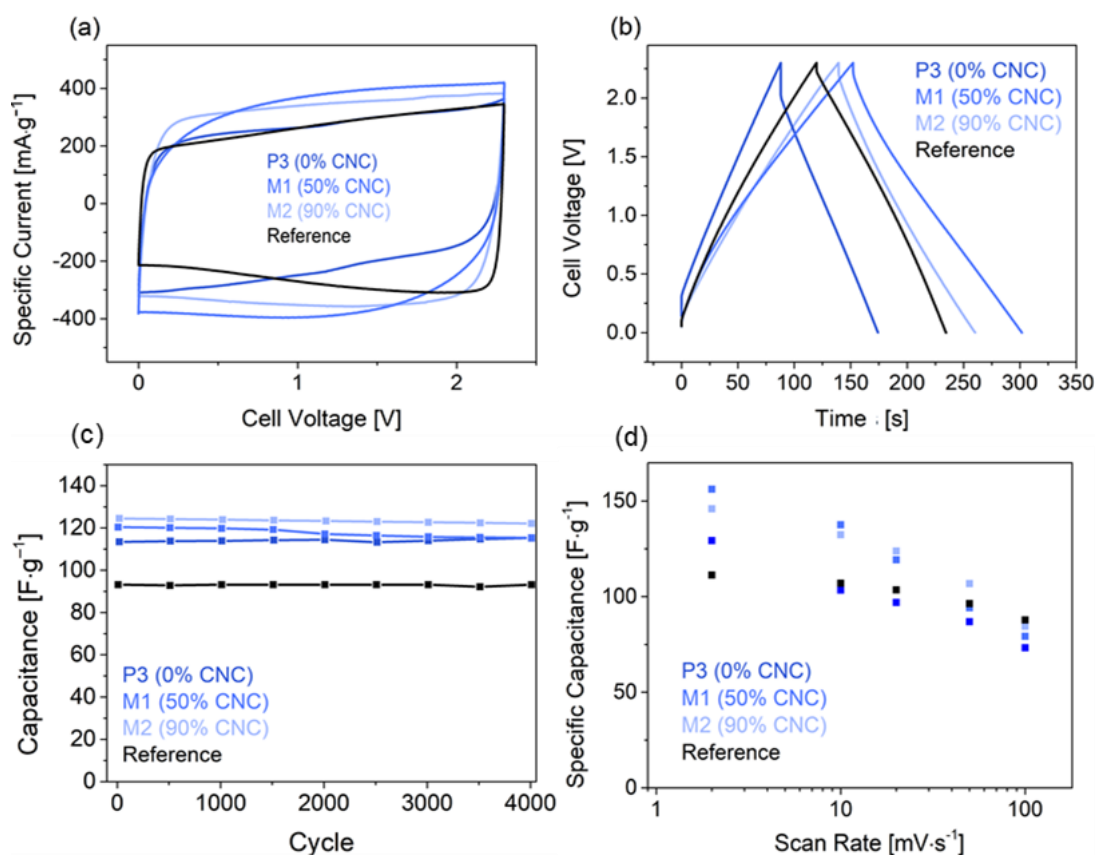 (a)
Specific Current [mA·g⁻¹]
400
200
0
-200
-400
P3 (0% CNC)
M1 (50% CNC)
M2 (90% CNC)
Reference
0
1
2
Cell Voltage [V]
(b)
Cell Voltage [V]
2.0
1.5
1.0
0.5
0.0
P3 (0% CNC)
M1 (50% CNC)
M2 (90% CNC)
Reference
0
50
100
150
200
250
300
350
Time [s]
(c)
Capacitance [F·g⁻¹]
140
120
100
80
60
40
20
0
P3 (0% CNC)
M1 (50% CNC)
M2 (90% CNC)
Reference
0
1000
2000
3000
4000
Cycle
(d)
Specific Capacitance [F·g⁻¹]
150
100
50
0
P3 (0% CNC)
M1 (50% CNC)
M2 (90% CNC)
Reference
1
10
100
Scan Rate [mV·s⁻¹]